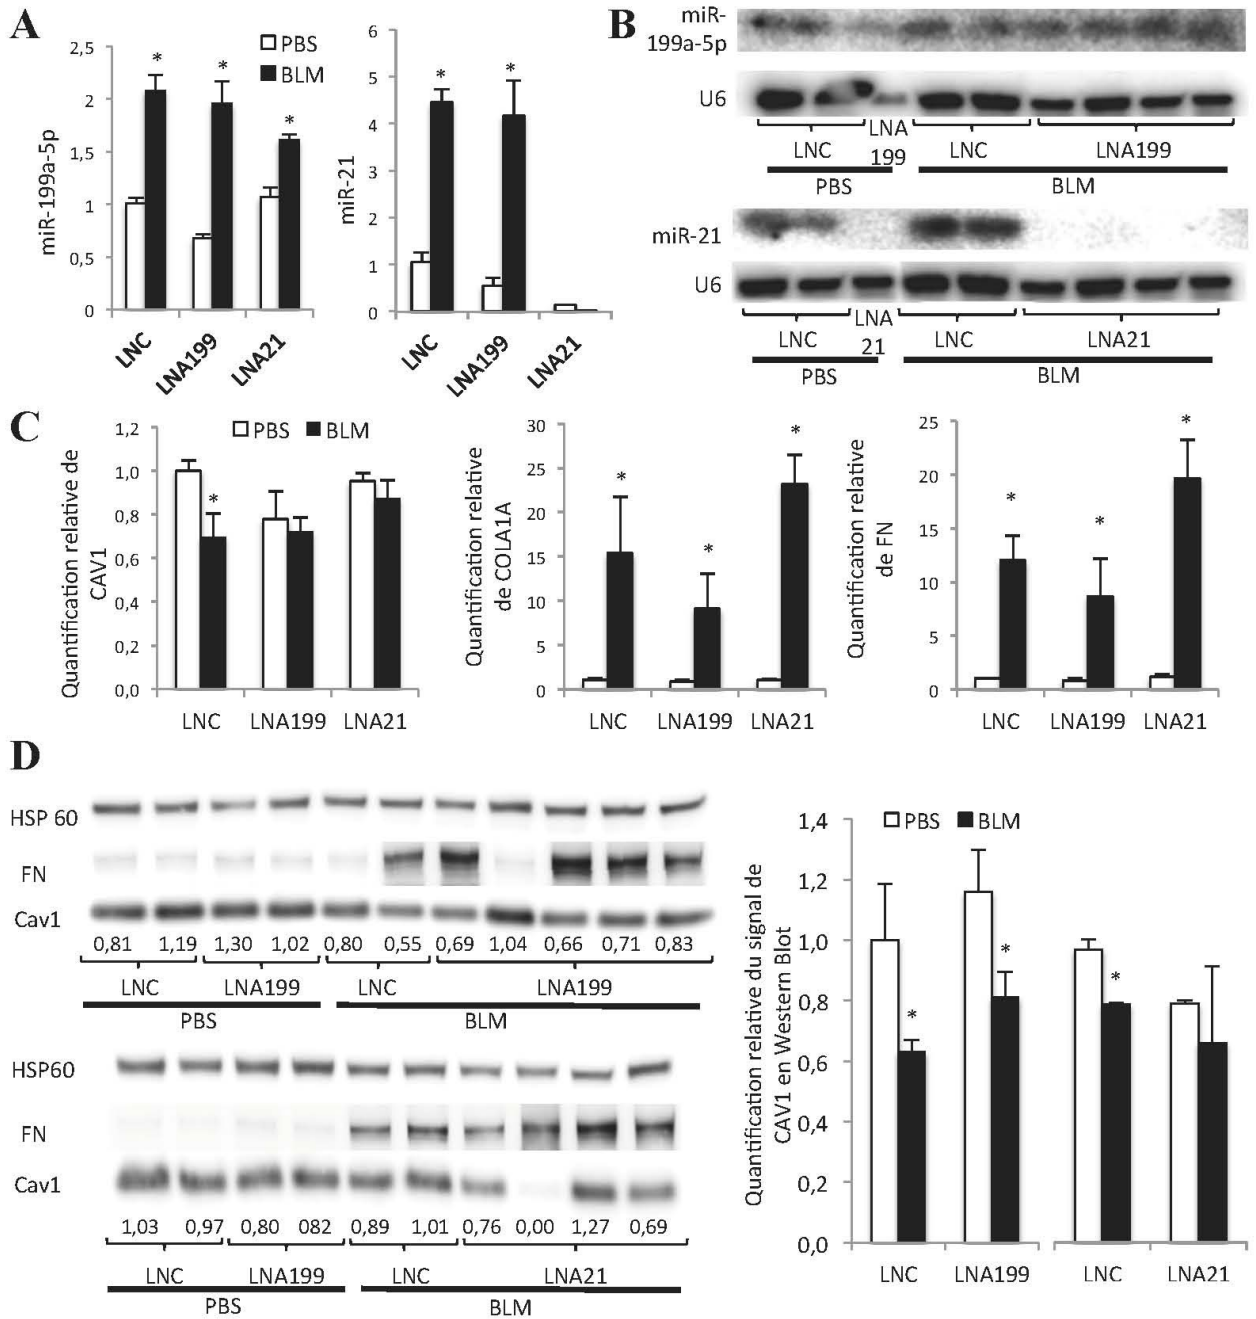 A
PBS
BLM
miR-199a-5p
2,5
2
1,5
1
0,5
0
*
*
*
LNC
LNA199
LNA21
miR-21
6
5
4
3
2
1
0
*
*
LNC
LNA199
LNA21
B
miR-
199a-5p
U6
LNC
LNA
199
LNC
LNA199
PBS
BLM
miR-21
U6
LNC
LNA
21
LNC
LNA21
PBS
BLM
C
PBS
BLM
Quantification relative de
CAV1
1,2
1,0
0,8
0,6
0,4
0,2
0,0
*
LNC
LNA199
LNA21
Quantification relative
de COLA1A
30
25
20
15
10
5
0
*
*
*
LNC
LNA199
LNA21
Quantification relative
de FN
25
20
15
10
5
0
*
*
*
LNC
LNA199
LNA21
D
HSP 60
FN
Cav1
0,81 1,19 1,30 1,02 0,80 0,55 0,69 1,04 0,66 0,71 0,83
LNC LNA199 LNC LNA199
PBS BLM
HSP60
FN
Cav1
1,03 0,97 0,80 082 0,89 1,01 0,76 0,00 1,27 0,69
LNC LNA199 LNC LNA21
PBS BLM
PBS
BLM
Quantification relative du signal de
CAV1 en Western Blot
1,4
1,2
1,0
0,8
0,6
0,4
0,2
0,0
*
*
*
LNC LNA199 LNC LNA21